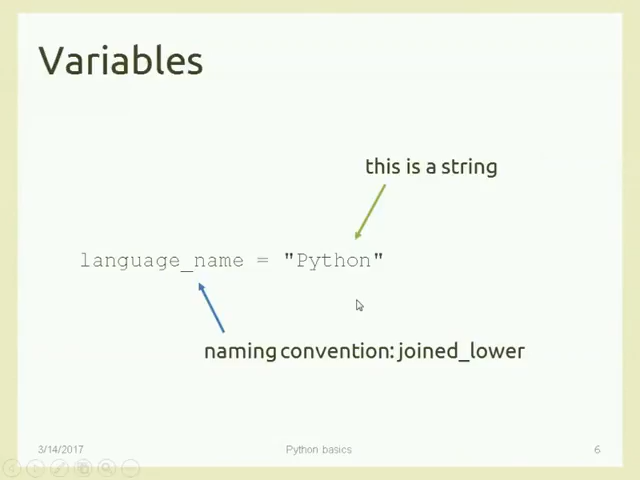 Variables
this is a string
language_name = "Python"
naming convention: joined_lower
3/14/2017
Python basics
6